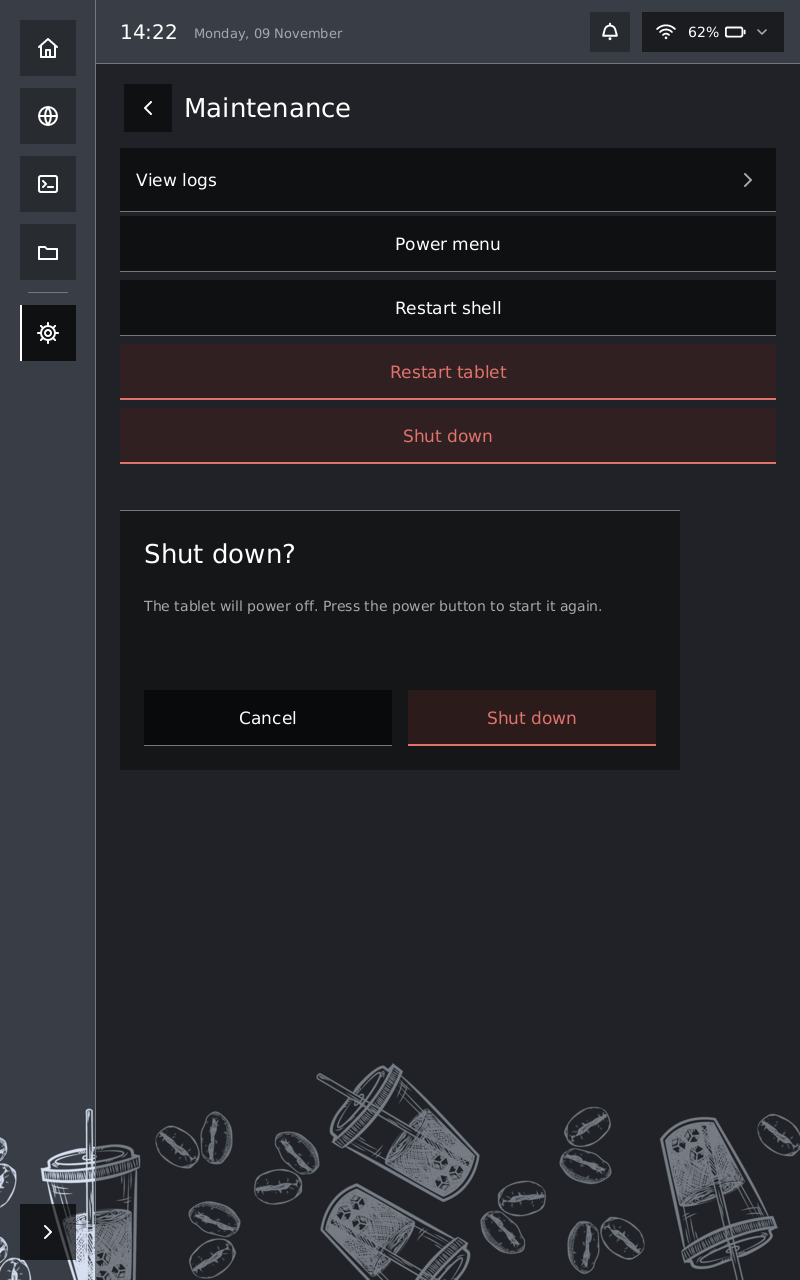 14:22 Monday, 09 November 62%
Maintenance
View logs
Power menu
Restart shell
Restart tablet
Shut down
Shut down?
The tablet will power off. Press the power button to start it again.
Cancel Shut down